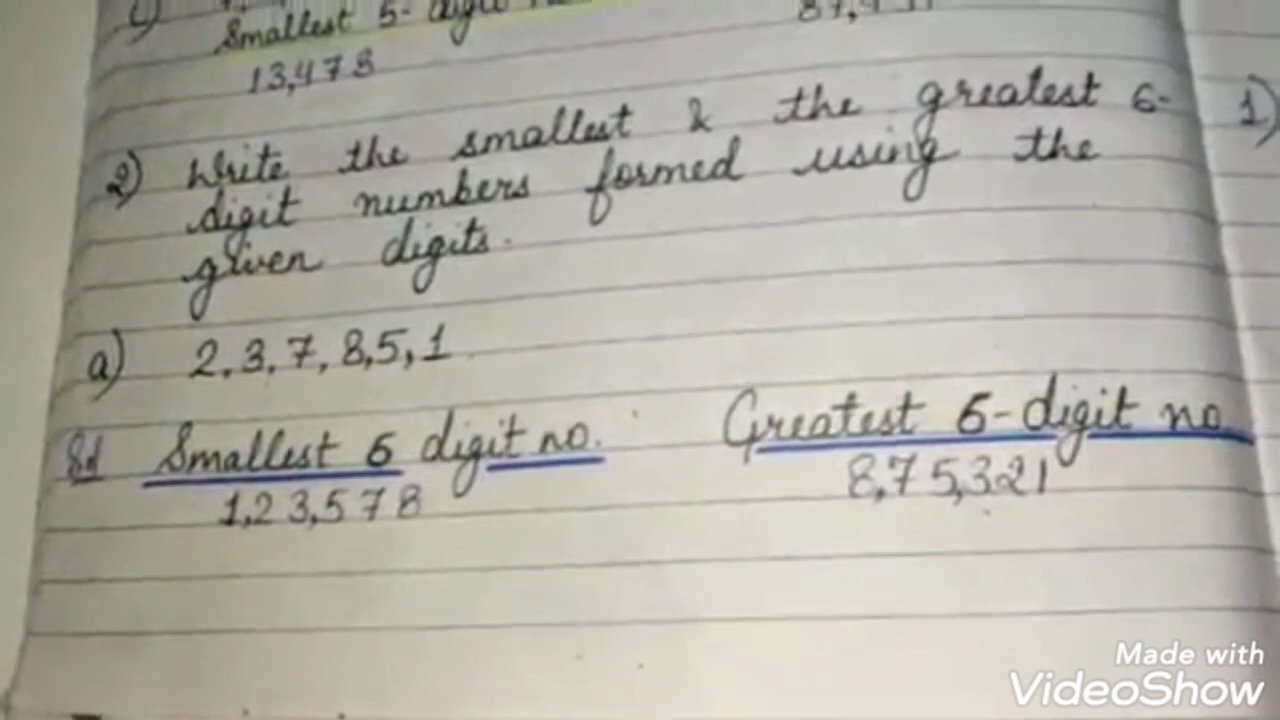 Smallest 5- digit
13,478
2) Write the smallest & the greatest 6-
digit numbers formed using the
given digits.
a) 2,3,7,8,5,1
Sol Smallest 6 digit no. Greatest 6-digit no.
1,23,578 8,75,321
1)
Made with
VideoShow